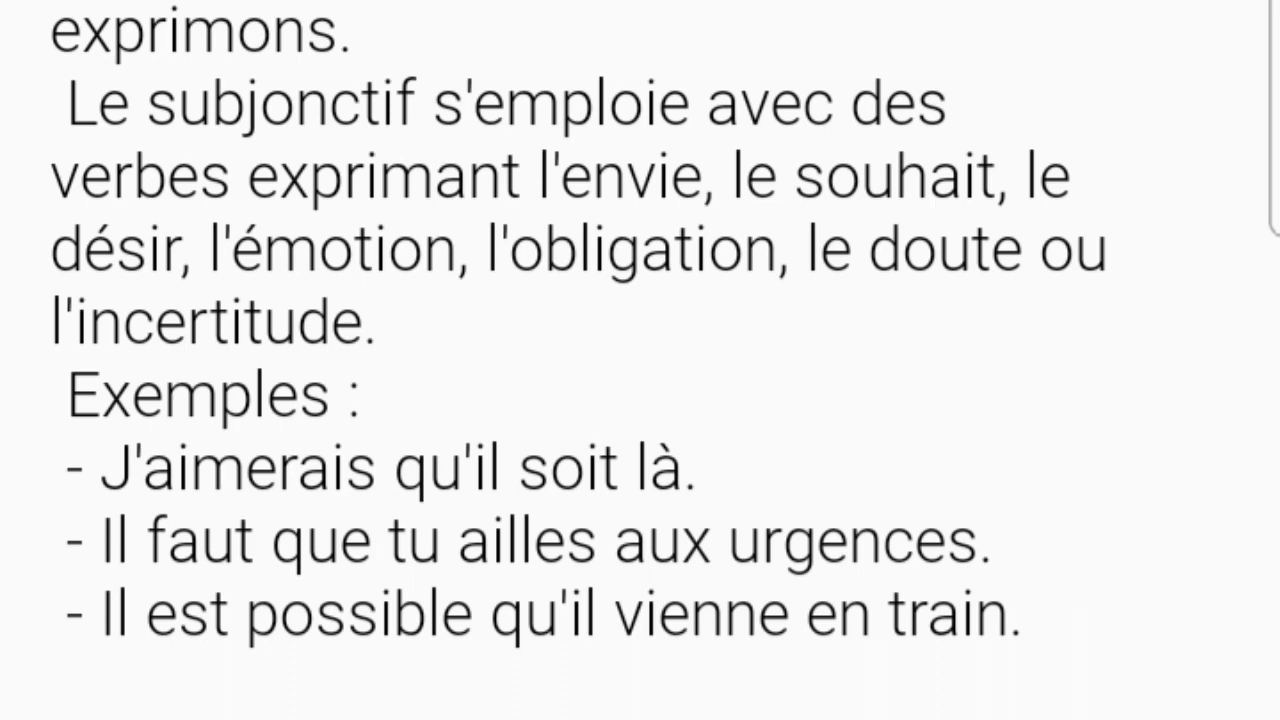 exprimons.
Le subjonctif s'emploie avec des
verbes exprimant l'envie, le souhait, le
désir, l'émotion, l'obligation, le doute ou
l'incertitude.
Exemples :
- J'aimerais qu'il soit là.
- Il faut que tu ailles aux urgences.
- Il est possible qu'il vienne en train.